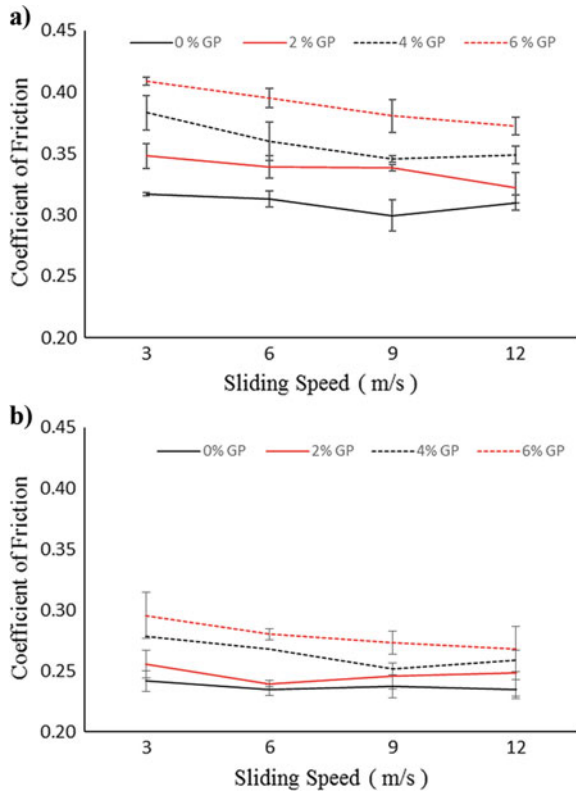 a)
0 % GP 2 % GP 4 % GP 6 % GP
0.45
0.40
0.35
0.30
0.25
0.20
Coefficient of Friction
3 6 9 12
Sliding Speed ( m/s )
b)
0% GP 2% GP 4% GP 6% GP
0.45
0.40
0.35
0.30
0.25
0.20
Coefficient of Friction
3 6 9 12
Sliding Speed ( m/s )